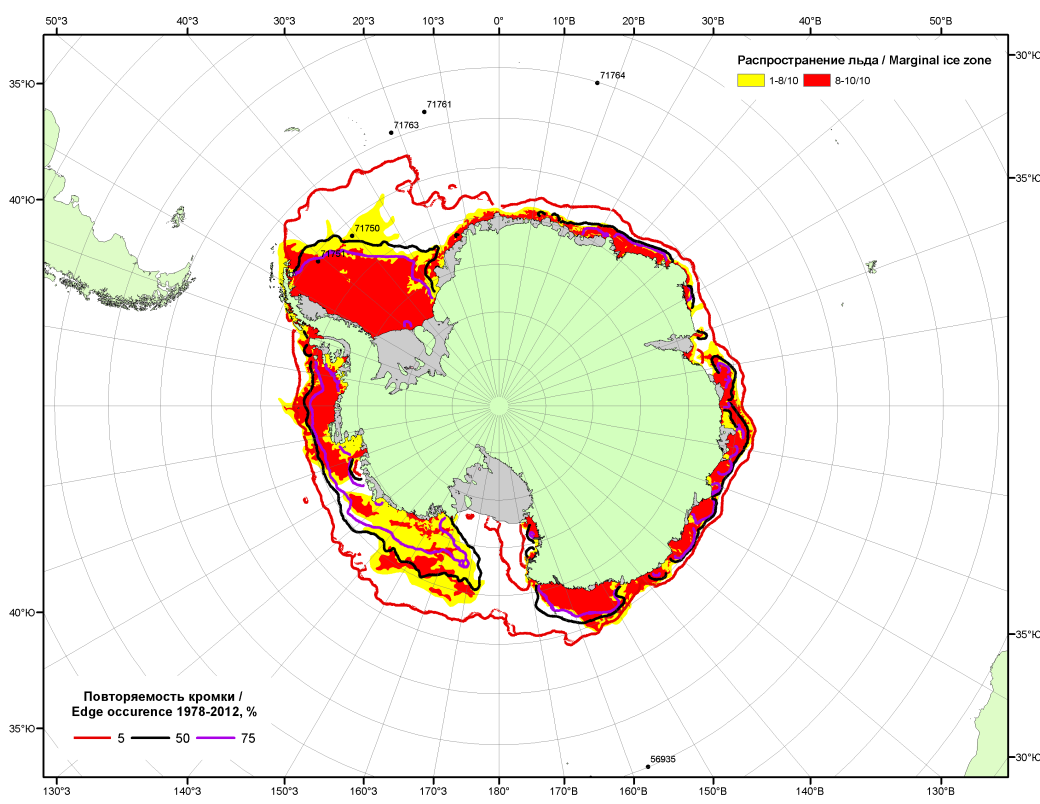 50°З 40°З 30°З 20°З 10°З 0° 10°В 20°В 30°В 40°В 50°В
30°Ю
Распространение льда / Marginal ice zone
1-8/10 8-10/10
71764
35°Ю
71761
71763
35°Ю
40°Ю
71750
40°Ю
35°Ю
Повторяемость кромки /
Edge occurence 1978-2012, %
5 50 75
35°Ю
30°Ю
56935
130°З 140°З 150°З 160°З 170°З 180° 170°В 160°В 150°В 140°В 130°В